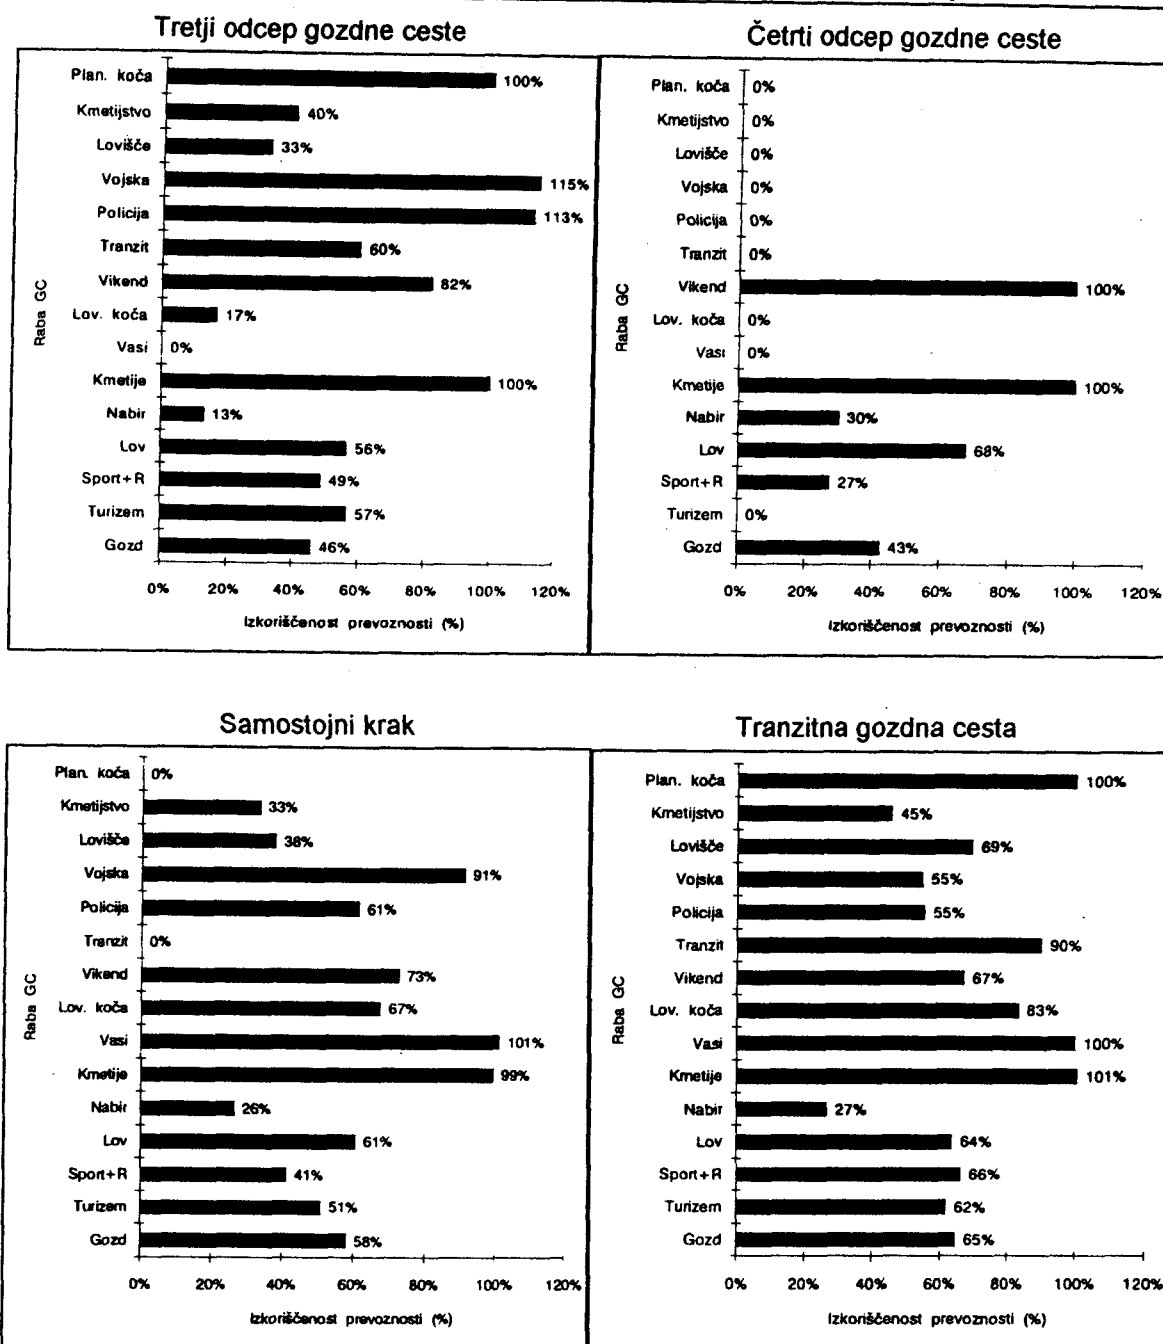 Tretji odcep gozdne ceste
Raba GC
Plan. koča 100%
Kmetijstvo 40%
Lovišče 33%
Vojska 115%
Policija 113%
Tranzit 60%
Vikend 82%
Lov. koča 17%
Vasi 0%
Kmetije 100%
Nabir 13%
Lov 56%
Sport+R 49%
Turizem 57%
Gozd 46%
0% 20% 40% 60% 80% 100% 120%
Izkoriščenost prevoznosti (%)
Četrti odcep gozdne ceste
Raba GC
Plan. koča 0%
Kmetijstvo 0%
Lovišče 0%
Vojska 0%
Policija 0%
Tranzit 0%
Vikend 100%
Lov. koča 0%
Vasi 0%
Kmetije 100%
Nabir 30%
Lov 68%
Sport+R 27%
Turizem 0%
Gozd 43%
0% 20% 40% 60% 80% 100% 120%
Izkoriščenost prevoznosti (%)
Samostojni krak
Raba GC
Plan. koča 0%
Kmetijstvo 33%
Lovišče 38%
Vojska 91%
Policija 61%
Tranzit 0%
Vikend 73%
Lov. koča 67%
Vasi 101%
Kmetije 99%
Nabir 26%
Lov 61%
Sport+R 41%
Turizem 51%
Gozd 58%
0% 20% 40% 60% 80% 100% 120%
Izkoriščenost prevoznosti (%)
Tranzitna gozdna cesta
Raba GC
Plan. koča 100%
Kmetijstvo 45%
Lovišče 69%
Vojska 55%
Policija 55%
Tranzit 90%
Vikend 67%
Lov. koča 83%
Vasi 100%
Kmetije 101%
Nabir 27%
Lov 64%
Sport+R 66%
Turizem 62%
Gozd 65%
0% 20% 40% 60% 80% 100% 120%
Izkoriščenost prevoznosti (%)